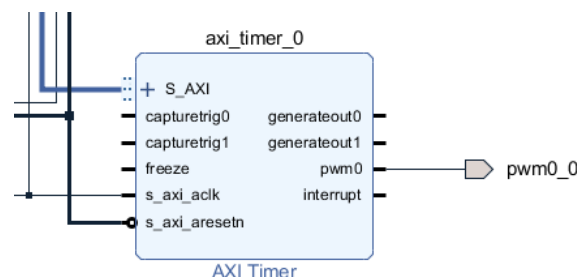 axi_timer_0
+ S_AXI
capturetrig0 generateout0
capturetrig1 generateout1
freeze pwm0 pwm0_0
s_axi_aclk interrupt
s_axi_aresetn
AXI Timer